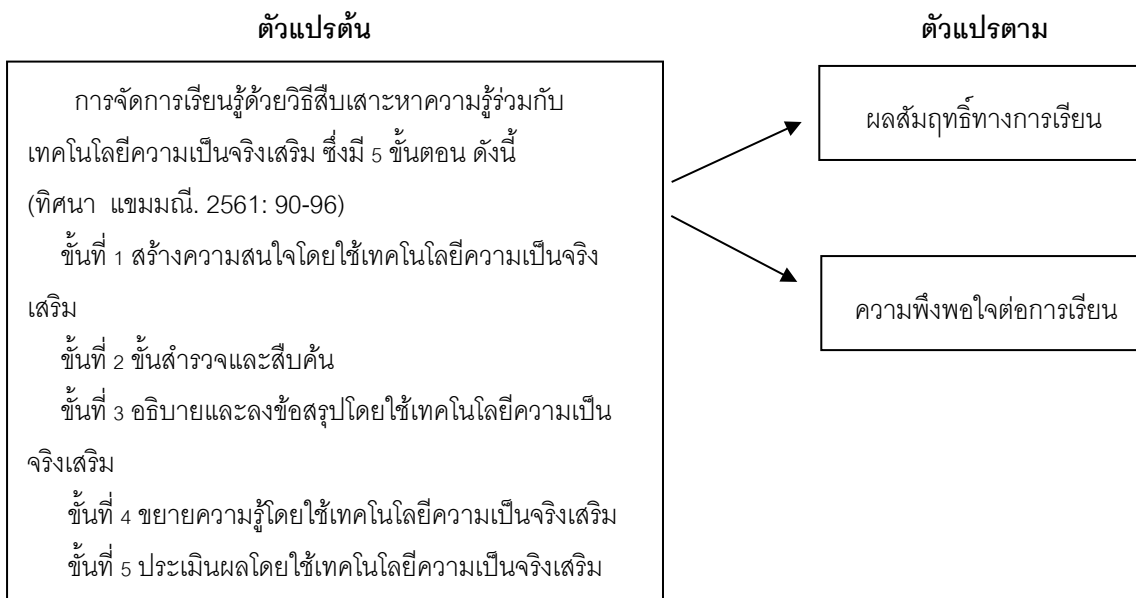 ตัวแปรต้น
ตัวแปรตาม
การจัดการเรียนรู้ด้วยวิธีสืบเสาะหาความรู้ร่วมกับ
เทคโนโลยีความเป็นจริงเสริม ซึ่งมี 5 ขั้นตอน ดังนี้
(ทิศนา แขมมณี. 2561: 90-96)
ขั้นที่ 1 สร้างความสนใจโดยใช้เทคโนโลยีความเป็นจริง
เสริม
ขั้นที่ 2 ขั้นสำรวจและสืบค้น
ขั้นที่ 3 อธิบายและลงข้อสรุปโดยใช้เทคโนโลยีความเป็น
จริงเสริม
ขั้นที่ 4 ขยายความรู้โดยใช้เทคโนโลยีความเป็นจริงเสริม
ขั้นที่ 5 ประเมินผลโดยใช้เทคโนโลยีความเป็นจริงเสริม
ผลสัมฤทธิ์ทางการเรียน
ความพึงพอใจต่อการเรียน